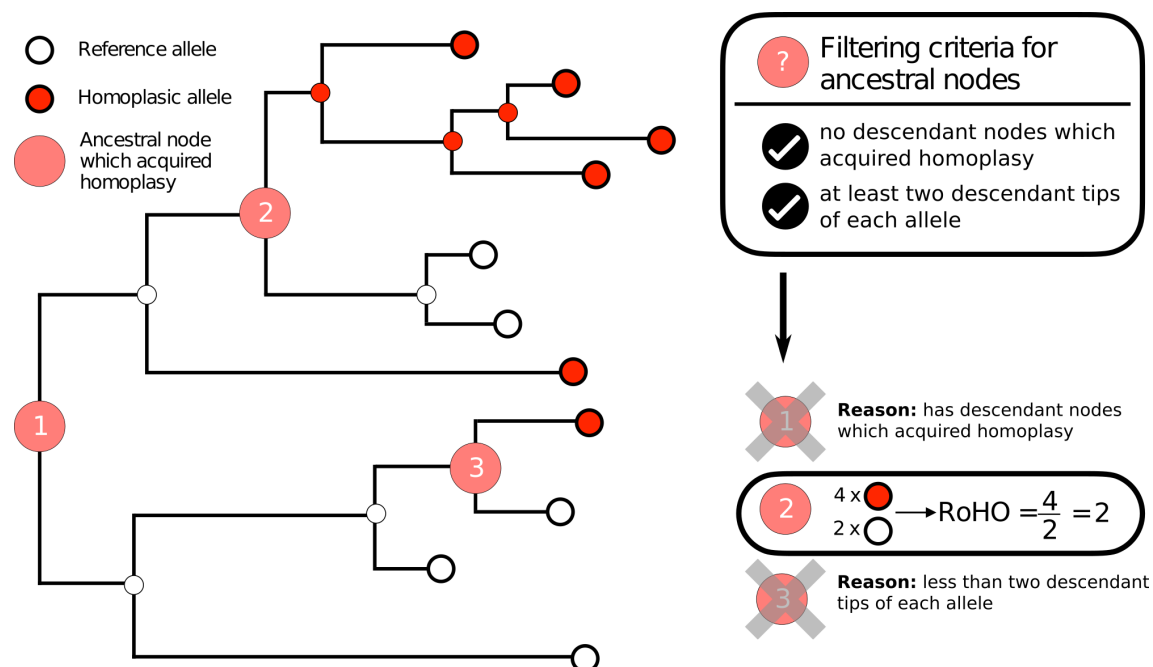 Reference allele
Homoplasic allele
Ancestral node
which acquired
homoplasy
2
1
3
?
Filtering criteria for
ancestral nodes
no descendant nodes which
acquired homoplasy
at least two descendant tips
of each allele
1
Reason: has descendant nodes
which acquired homoplasy
2
4 x
2 x
RoHO = 4/2 = 2
3
Reason: less than two descendant
tips of each allele